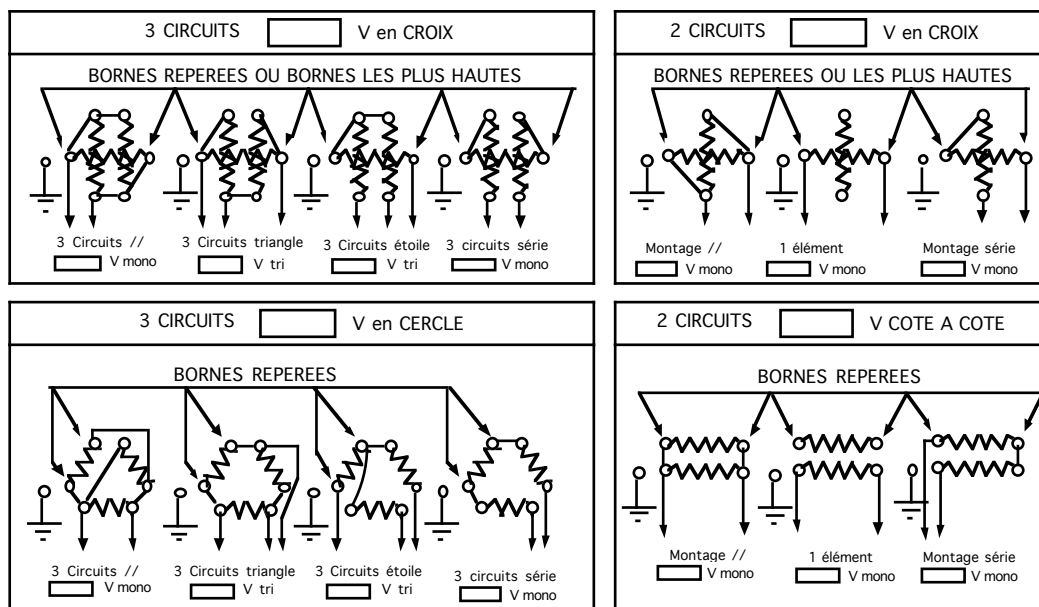 3 CIRCUITS V en CROIX
BORNES REPEREES OU BORNES LES PLUS HAUTES
3 Circuits // 3 Circuits triangle 3 Circuits étoile 3 circuits série
V mono V tri V tri V mono
2 CIRCUITS V en CROIX
BORNES REPEREES OU LES PLUS HAUTES
Montage // 1 élément Montage série
V mono V mono V mono
3 CIRCUITS V en CERCLE
BORNES REPEREES
3 Circuits // 3 Circuits triangle 3 Circuits étoile 3 circuits série
V mono V tri V tri V mono
2 CIRCUITS V COTE A COTE
BORNES REPEREES
Montage // 1 élément Montage série
V mono V mono V mono